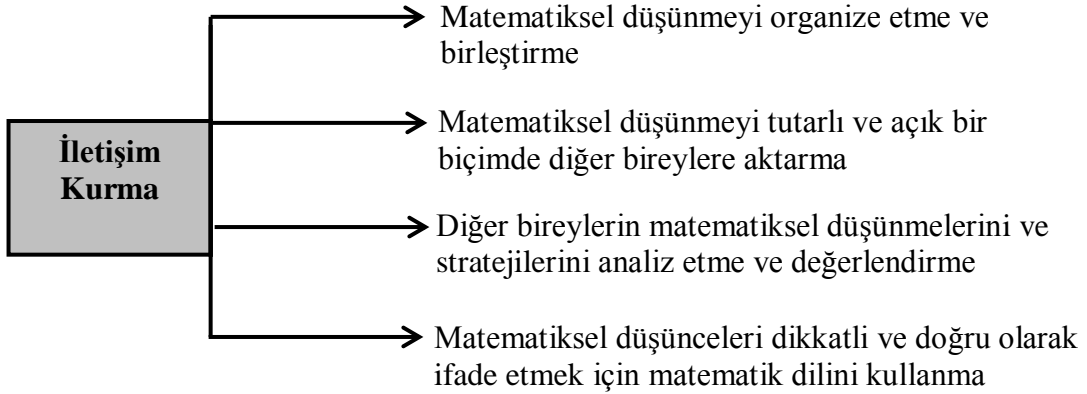 Matematiksel düşünmeyi organize etme ve
birleştirme
İletişim
Kurma
Matematiksel düşünmeyi tutarlı ve açık bir
biçimde diğer bireylere aktarma
Diğer bireylerin matematiksel düşünmelerini ve
stratejilerini analiz etme ve değerlendirme
Matematiksel düşünceleri dikkatli ve doğru olarak
ifade etmek için matematik dilini kullanma